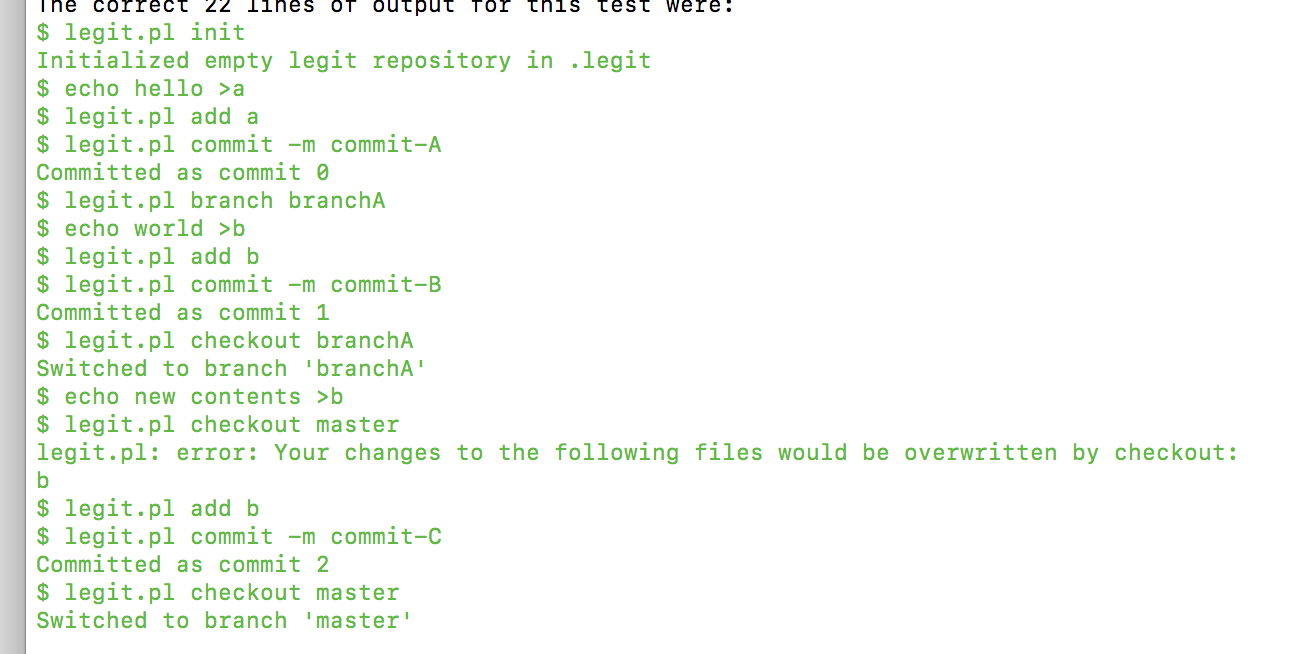 The correct 22 lines of output for this test were:
$ legit.pl init
Initialized empty legit repository in .legit
$ echo hello >a
$ legit.pl add a
$ legit.pl commit -m commit-A
Committed as commit 0
$ legit.pl branch branchA
$ echo world >b
$ legit.pl add b
$ legit.pl commit -m commit-B
Committed as commit 1
$ legit.pl checkout branchA
Switched to branch 'branchA'
$ echo new contents >b
$ legit.pl checkout master
legit.pl: error: Your changes to the following files would be overwritten by checkout:
b
$ legit.pl add b
$ legit.pl commit -m commit-C
Committed as commit 2
$ legit.pl checkout master
Switched to branch 'master'